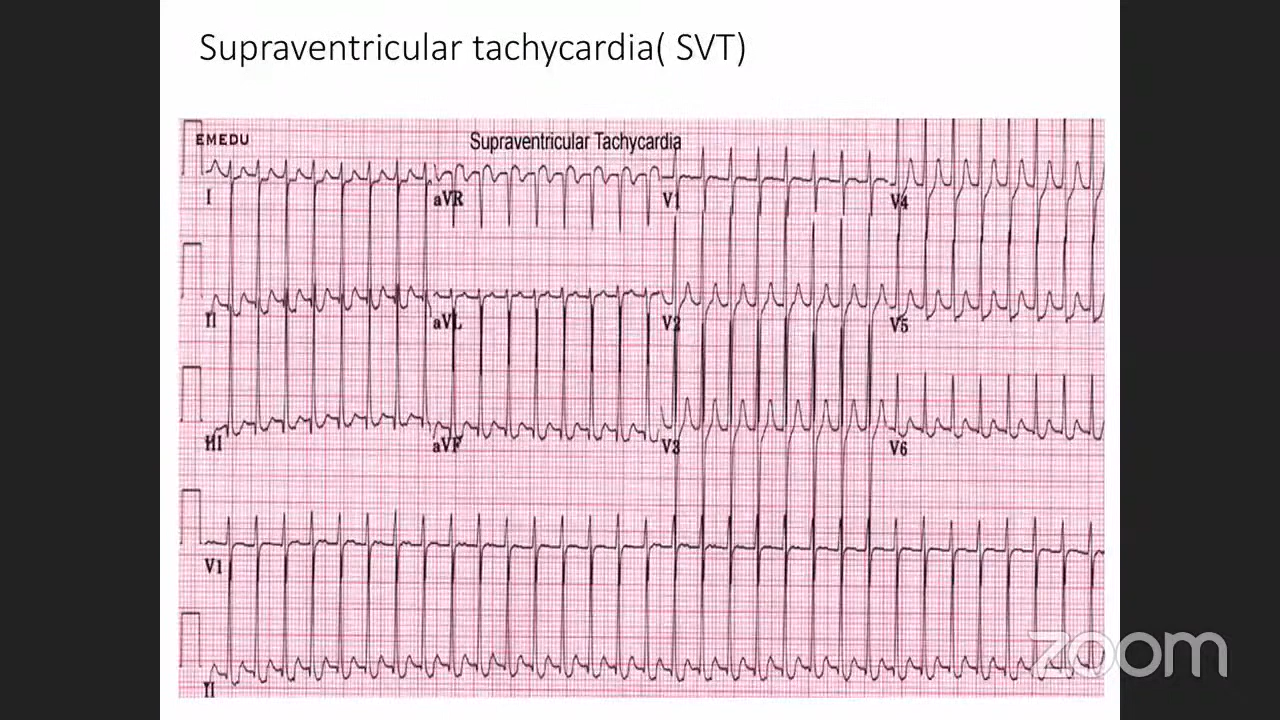 Supraventricular tachycardia( SVT)
EMEDU
Supraventricular Tachycardia
I
aVR
V1
V4
II
aVL
V2
V5
III
aVF
V3
V6
V1
II
zoom